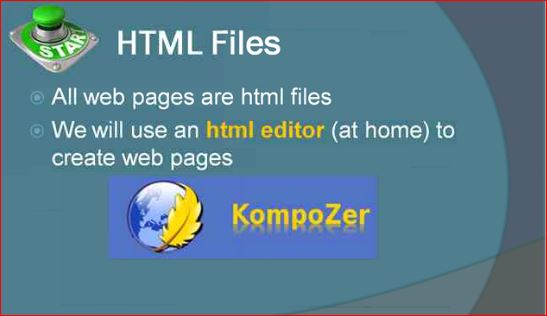 START
HTML Files
All web pages are html files
We will use an html editor (at home) to
create web pages
KompoZer